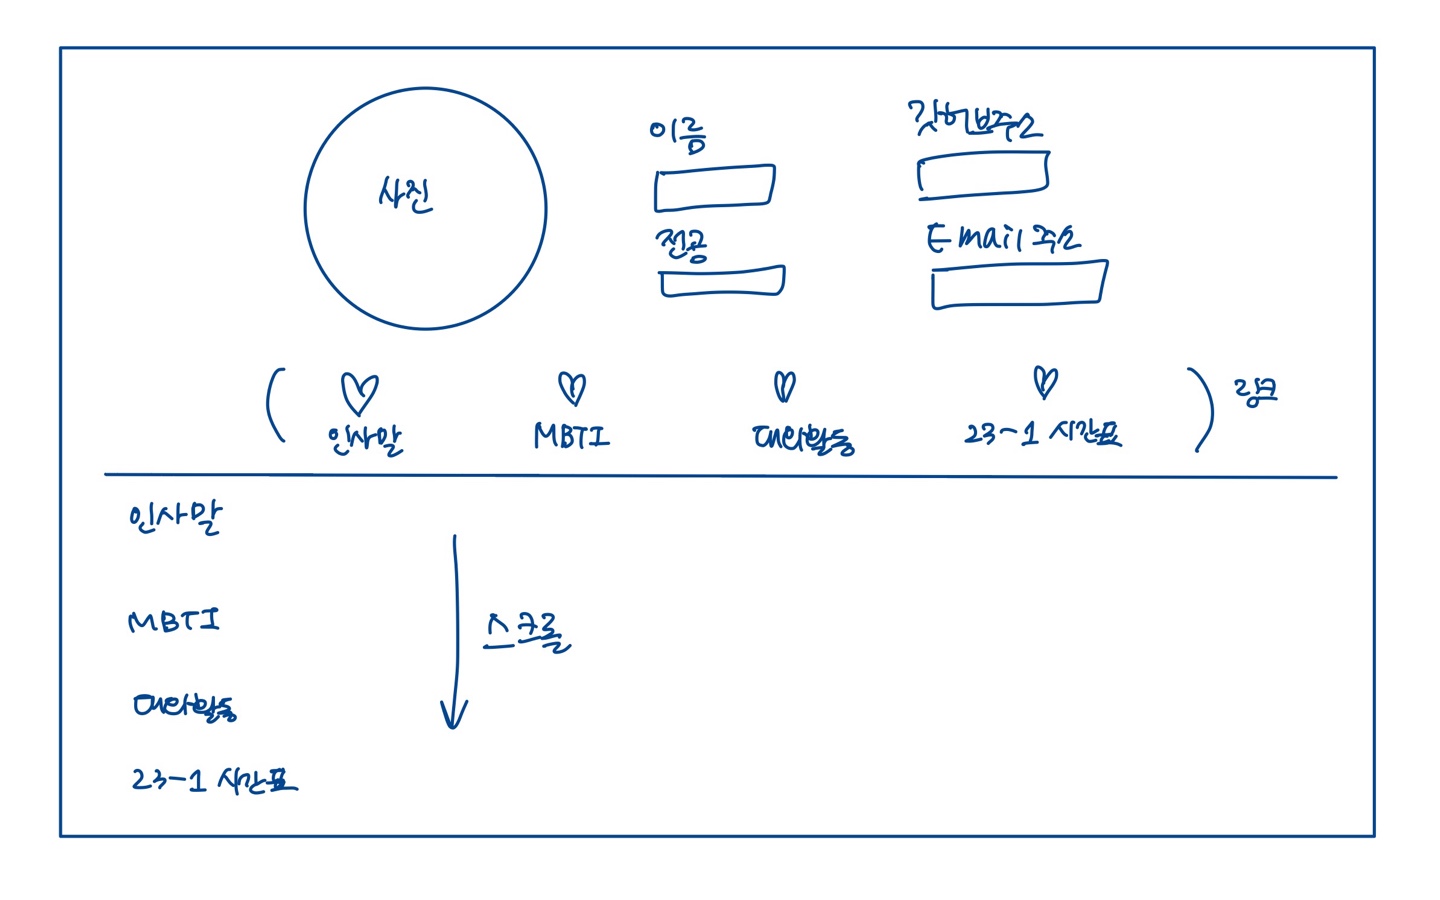 사진
이름
전공
깃허브주소
Email 주소
인사말
MBTI
대외활동
23-1 시간표
링크
인사말
MBTI
대외활동
23-1 시간표
스크롤